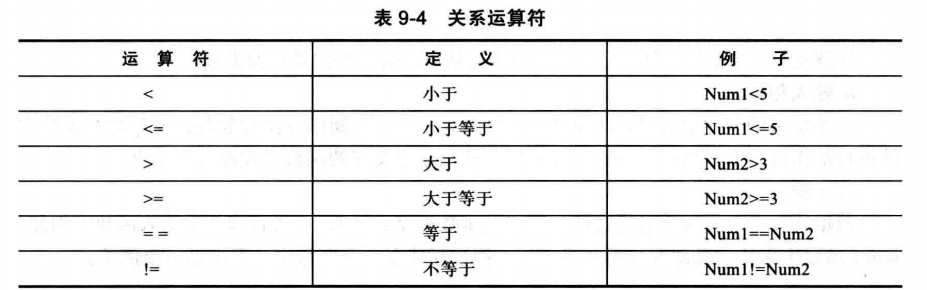 表 9-4 关系运算符
运 算 符 定 义 例 子
< 小于 Num1<5
<= 小于等于 Num1<=5
> 大于 Num2>3
>= 大于等于 Num2>=3
= = 等于 Num1==Num2
!= 不等于 Num1!=Num2